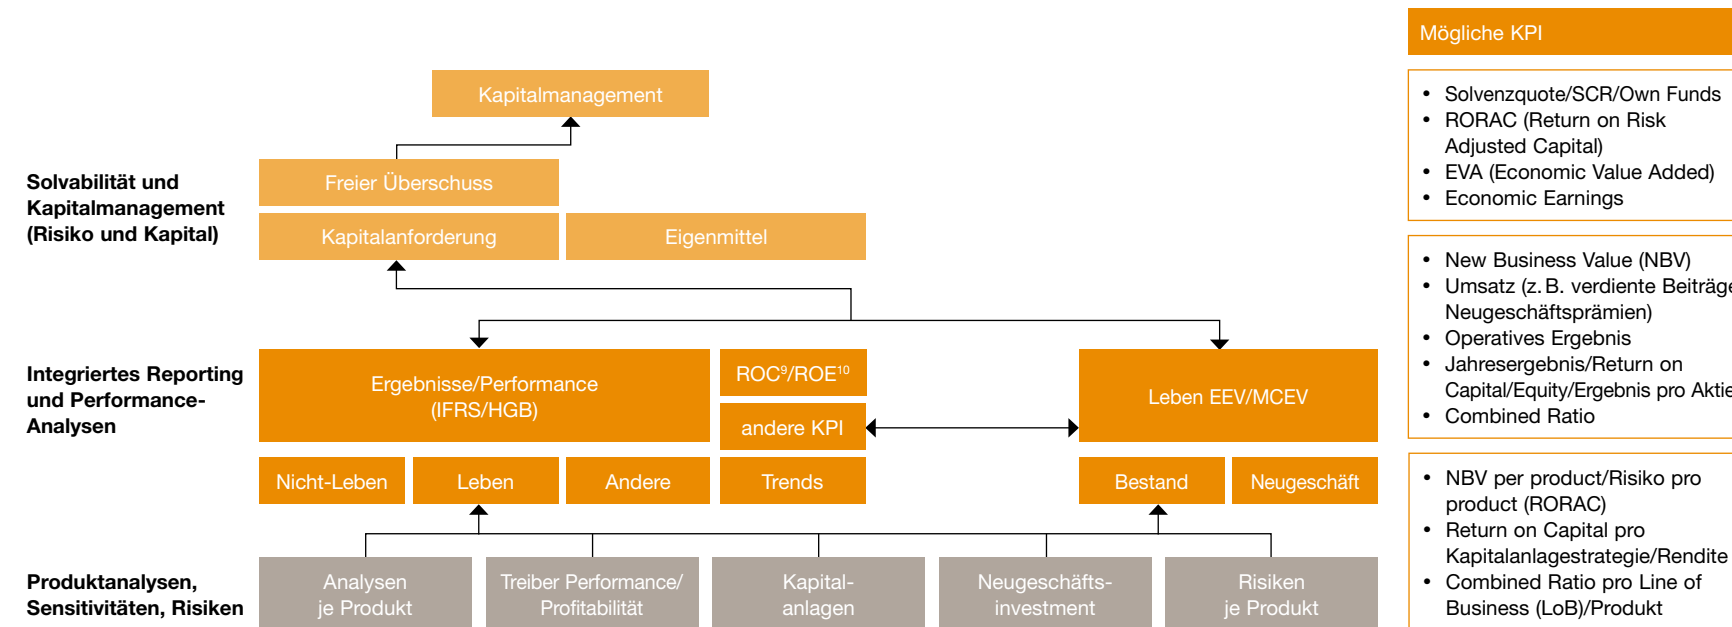 Mögliche KPI
Kapitalmanagement
Solvabilität und
Kapitalmanagement
(Risiko und Kapital)
Freier Überschuss
Kapitalanforderung
Eigenmittel
• Solvenzquote/SCR/Own Funds
• RORAC (Return on Risk
Adjusted Capital)
• EVA (Economic Value Added)
• Economic Earnings
Integriertes Reporting
und Performance-
Analysen
Ergebnisse/Performance
(IFRS/HGB)
ROC⁹/ROE¹⁰
andere KPI
Leben EEV/MCEV
Nicht-Leben
Leben
Andere
Trends
Bestand
Neugeschäft
• New Business Value (NBV)
• Umsatz (z. B. verdiente Beiträge
Neugeschäftsprämien)
• Operatives Ergebnis
• Jahresergebnis/Return on
Capital/Equity/Ergebnis pro Aktie
• Combined Ratio
Produktanalysen,
Sensitivitäten, Risiken
Analysen
je Produkt
Treiber Performance/
Profitabilität
Kapital-
anlagen
Neugeschäfts-
investment
Risiken
je Produkt
• NBV per product/Risiko pro
product (RORAC)
• Return on Capital pro
Kapitalanlagestrategie/Rendite
• Combined Ratio pro Line of
Business (LoB)/Produkt